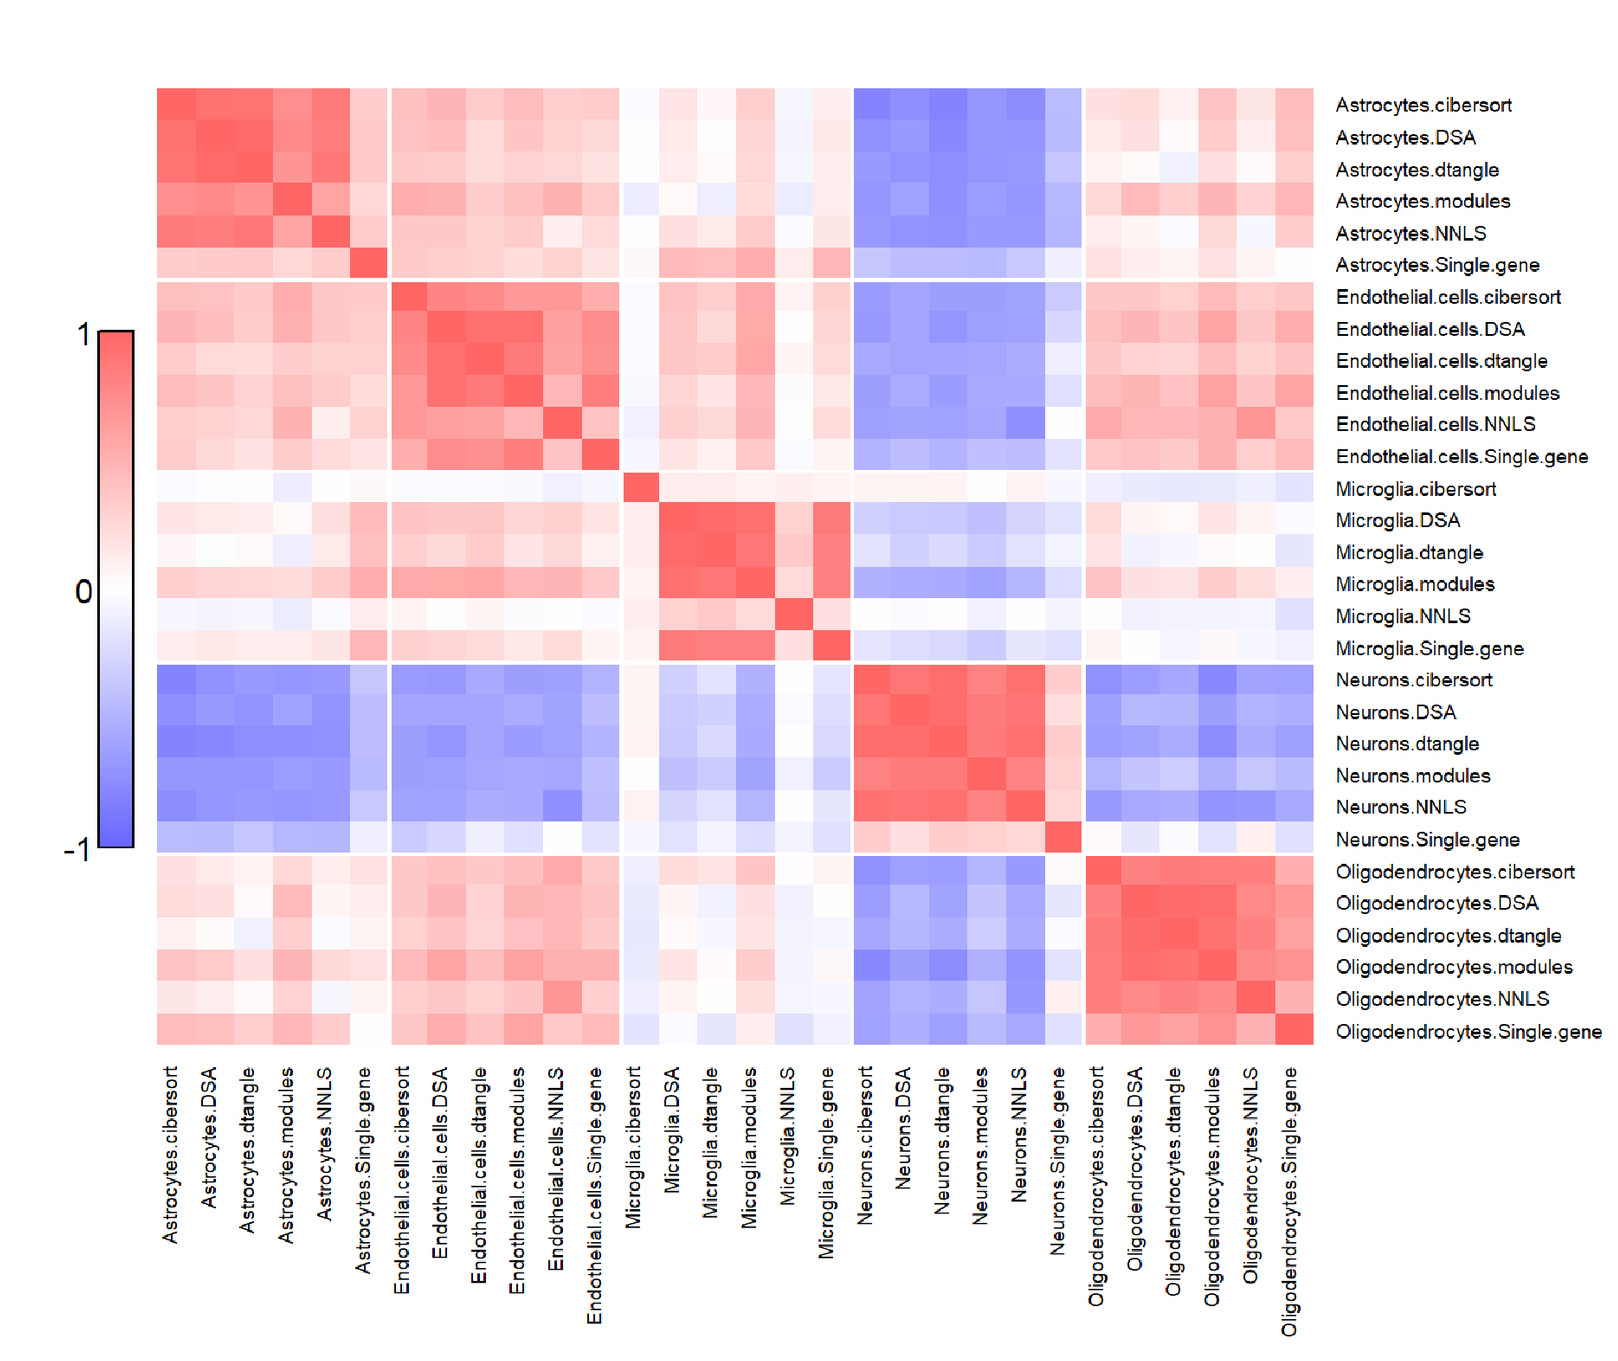 1
0
-1
Astrocytes.cibersort
Astrocytes.DSA
Astrocytes.dtangle
Astrocytes.modules
Astrocytes.NNLS
Astrocytes.Single.gene
Endothelial.cells.cibersort
Endothelial.cells.DSA
Endothelial.cells.dtangle
Endothelial.cells.modules
Endothelial.cells.NNLS
Endothelial.cells.Single.gene
Microglia.cibersort
Microglia.DSA
Microglia.dtangle
Microglia.modules
Microglia.NNLS
Microglia.Single.gene
Neurons.cibersort
Neurons.DSA
Neurons.dtangle
Neurons.modules
Neurons.NNLS
Neurons.Single.gene
Oligodendrocytes.cibersort
Oligodendrocytes.DSA
Oligodendrocytes.dtangle
Oligodendrocytes.modules
Oligodendrocytes.NNLS
Oligodendrocytes.Single.gene
Astrocytes.cibersort
Astrocytes.DSA
Astrocytes.dtangle
Astrocytes.modules
Astrocytes.NNLS
Astrocytes.Single.gene
Endothelial.cells.cibersort
Endothelial.cells.DSA
Endothelial.cells.dtangle
Endothelial.cells.modules
Endothelial.cells.NNLS
Endothelial.cells.Single.gene
Microglia.cibersort
Microglia.DSA
Microglia.dtangle
Microglia.modules
Microglia.NNLS
Microglia.Single.gene
Neurons.cibersort
Neurons.DSA
Neurons.dtangle
Neurons.modules
Neurons.NNLS
Neurons.Single.gene
Oligodendrocytes.cibersort
Oligodendrocytes.DSA
Oligodendrocytes.dtangle
Oligodendrocytes.modules
Oligodendrocytes.NNLS
Oligodendrocytes.Single.gene